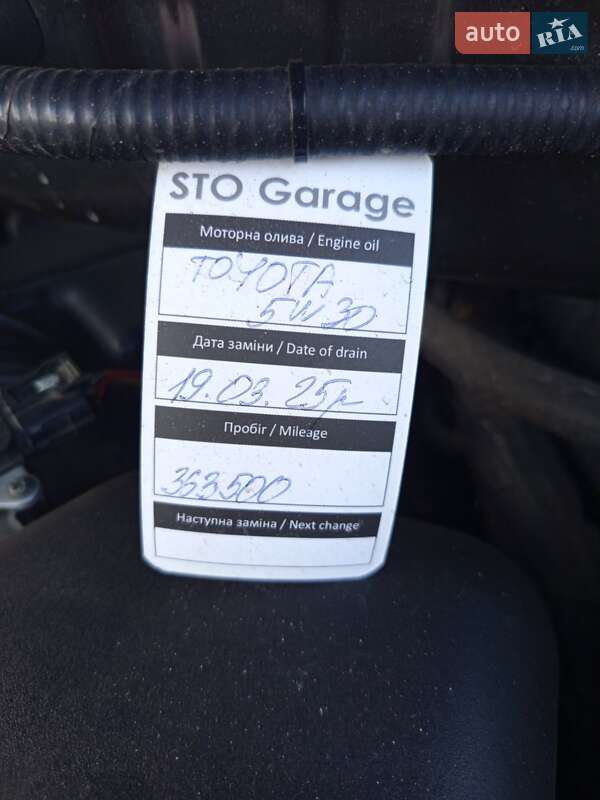 auto RIA.com
STO Garage
Моторна олива / Engine oil
TOYOTA
5W30
Дата заміни / Date of drain
19.03.25р
Пробіг / Mileage
363500
Наступна заміна / Next change